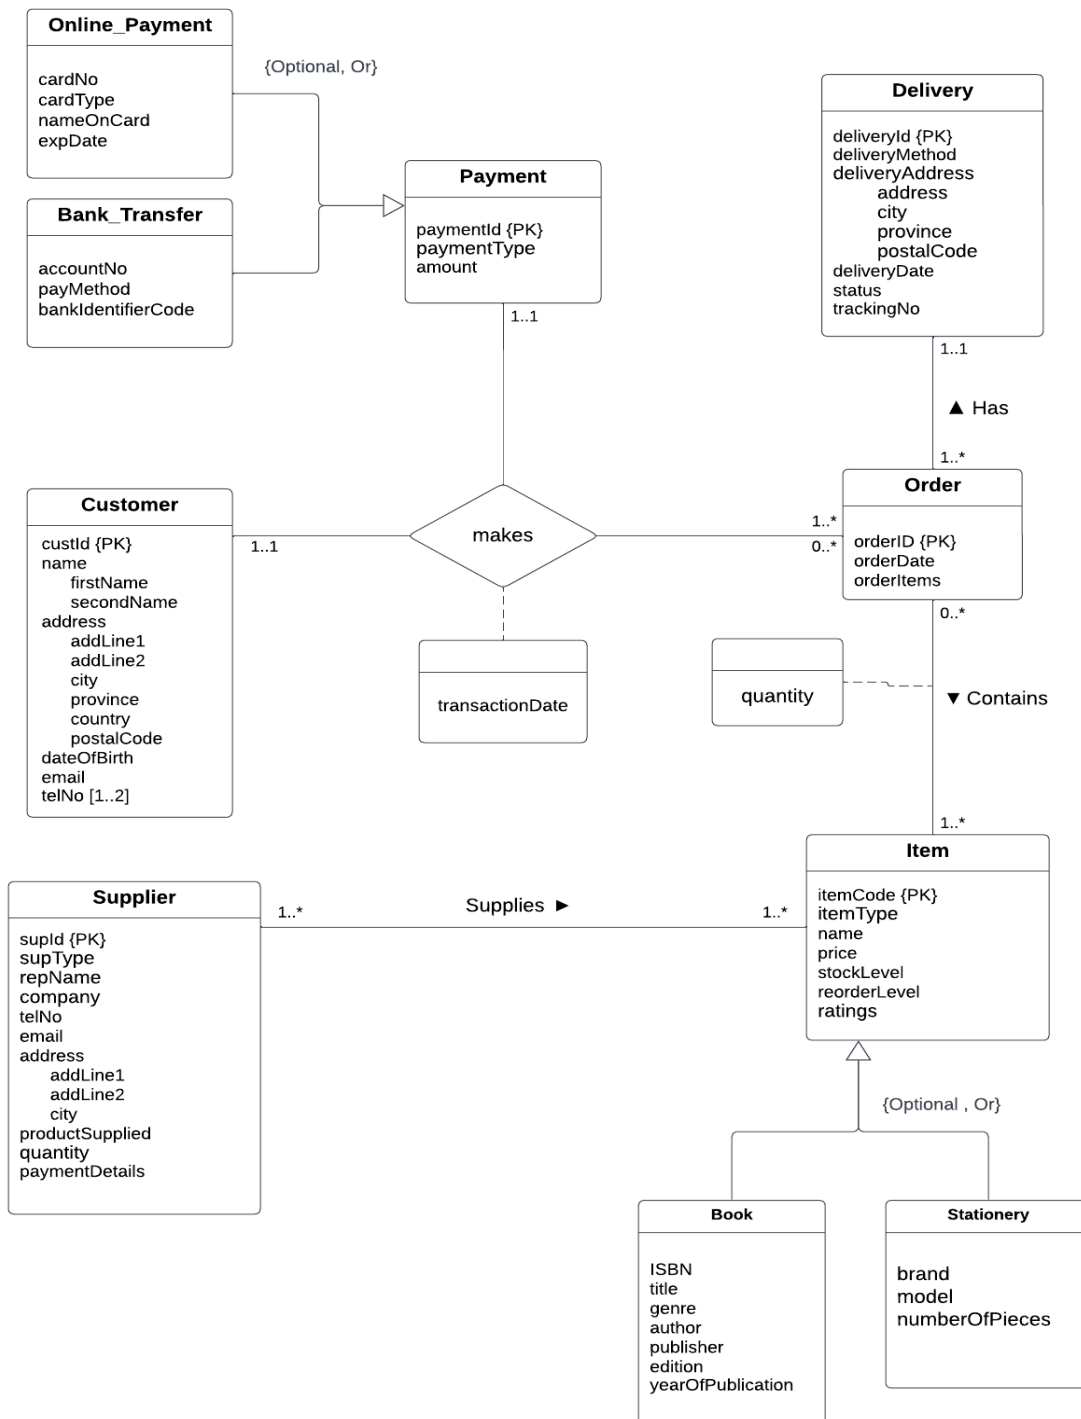 Online_Payment
cardNo
cardType
nameOnCard
expDate
{Optional, Or}
Bank_Transfer
accountNo
payMethod
bankIdentifierCode
Payment
paymentId {PK}
paymentType
amount
1..1
Delivery
deliveryId {PK}
deliveryMethod
deliveryAddress
address
city
province
postalCode
deliveryDate
status
trackingNo
1..1
▲ Has
1..*
Customer
custId {PK}
name
firstName
secondName
address
addLine1
addLine2
city
province
country
postalCode
dateOfBirth
email
telNo [1..2]
1..1
makes
1..*
0..*
transactionDate
Order
orderID {PK}
orderDate
orderItems
0..*
quantity
▼ Contains
1..*
Supplier
supId {PK}
supType
repName
company
telNo
email
address
addLine1
addLine2
city
productSupplied
quantity
paymentDetails
1..*
Supplies ►
1..*
Item
itemCode {PK}
itemType
name
price
stockLevel
reorderLevel
ratings
{Optional , Or}
Book
ISBN
title
genre
author
publisher
edition
yearOfPublication
Stationery
brand
model
numberOfPieces